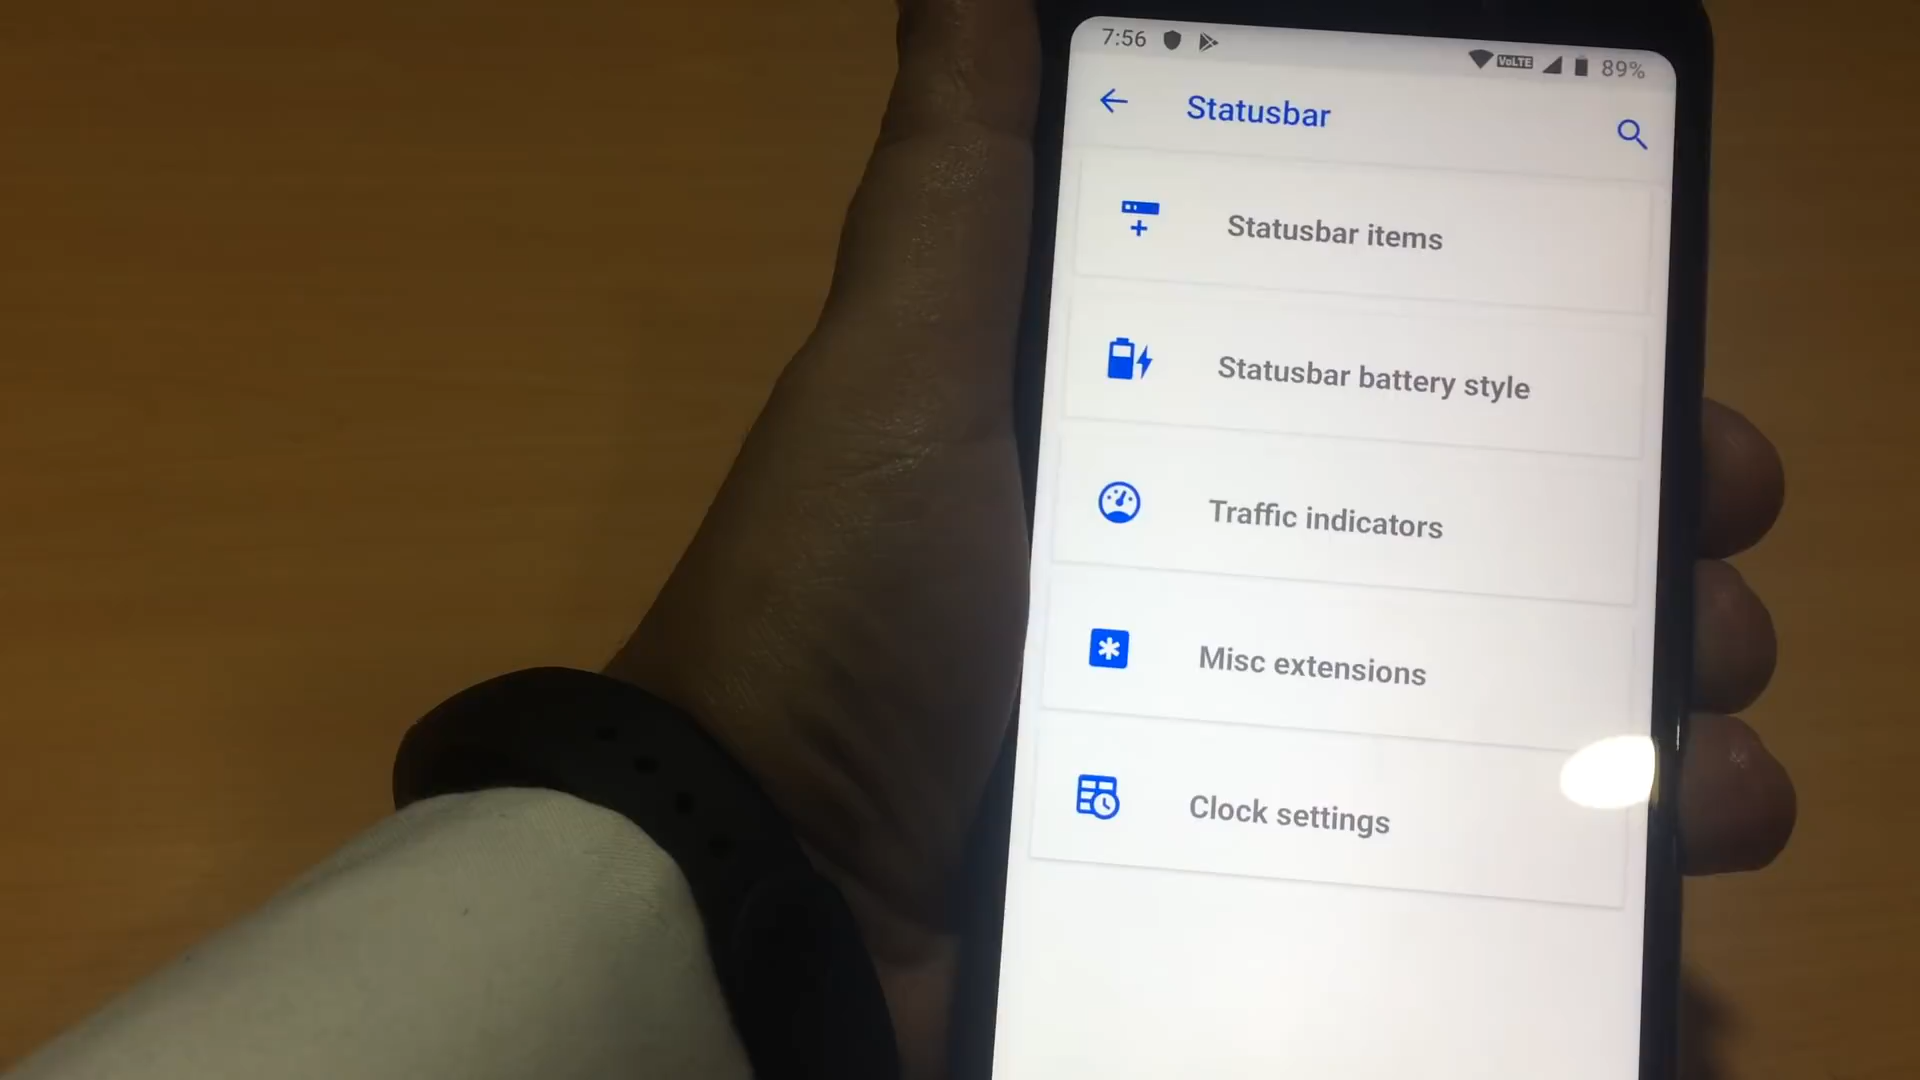 7:56 VoLTE 89%
Statusbar
Statusbar items
Statusbar battery style
Traffic indicators
Misc extensions
Clock settings